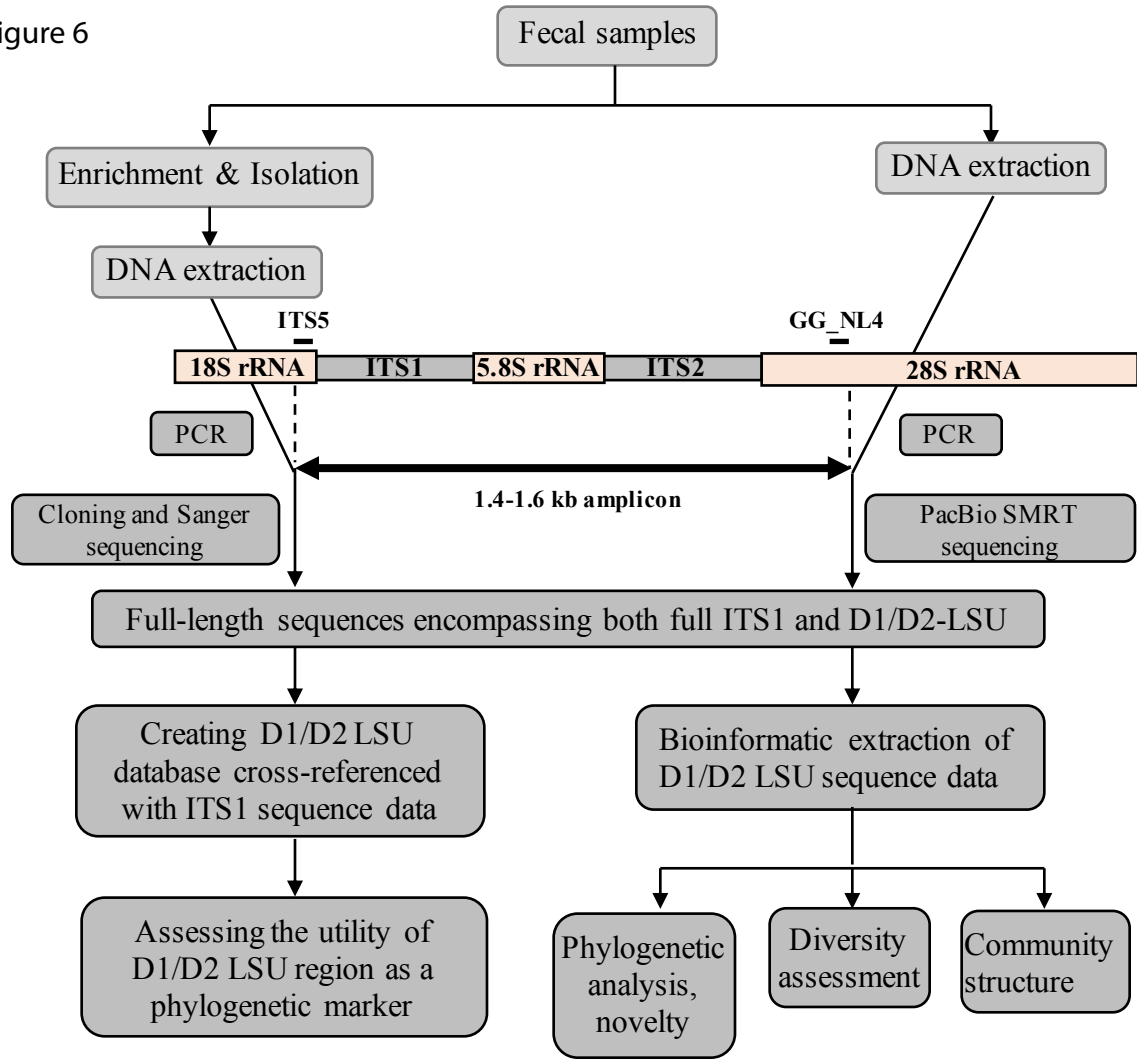 igure 6
Fecal samples
Enrichment & Isolation
DNA extraction
DNA extraction
ITS5
GG_NL4
18S rRNA
ITS1
5.8S rRNA
ITS2
28S rRNA
PCR
PCR
1.4-1.6 kb amplicon
Cloning and Sanger
sequencing
PacBio SMRT
sequencing
Full-length sequences encompassing both full ITS1 and D1/D2-LSU
Creating D1/D2 LSU
database cross-referenced
with ITS1 sequence data
Bioinformatic extraction of
D1/D2 LSU sequence data
Assessing the utility of
D1/D2 LSU region as a
phylogenetic marker
Phylogenetic
analysis,
novelty
Diversity
assessment
Community
structure